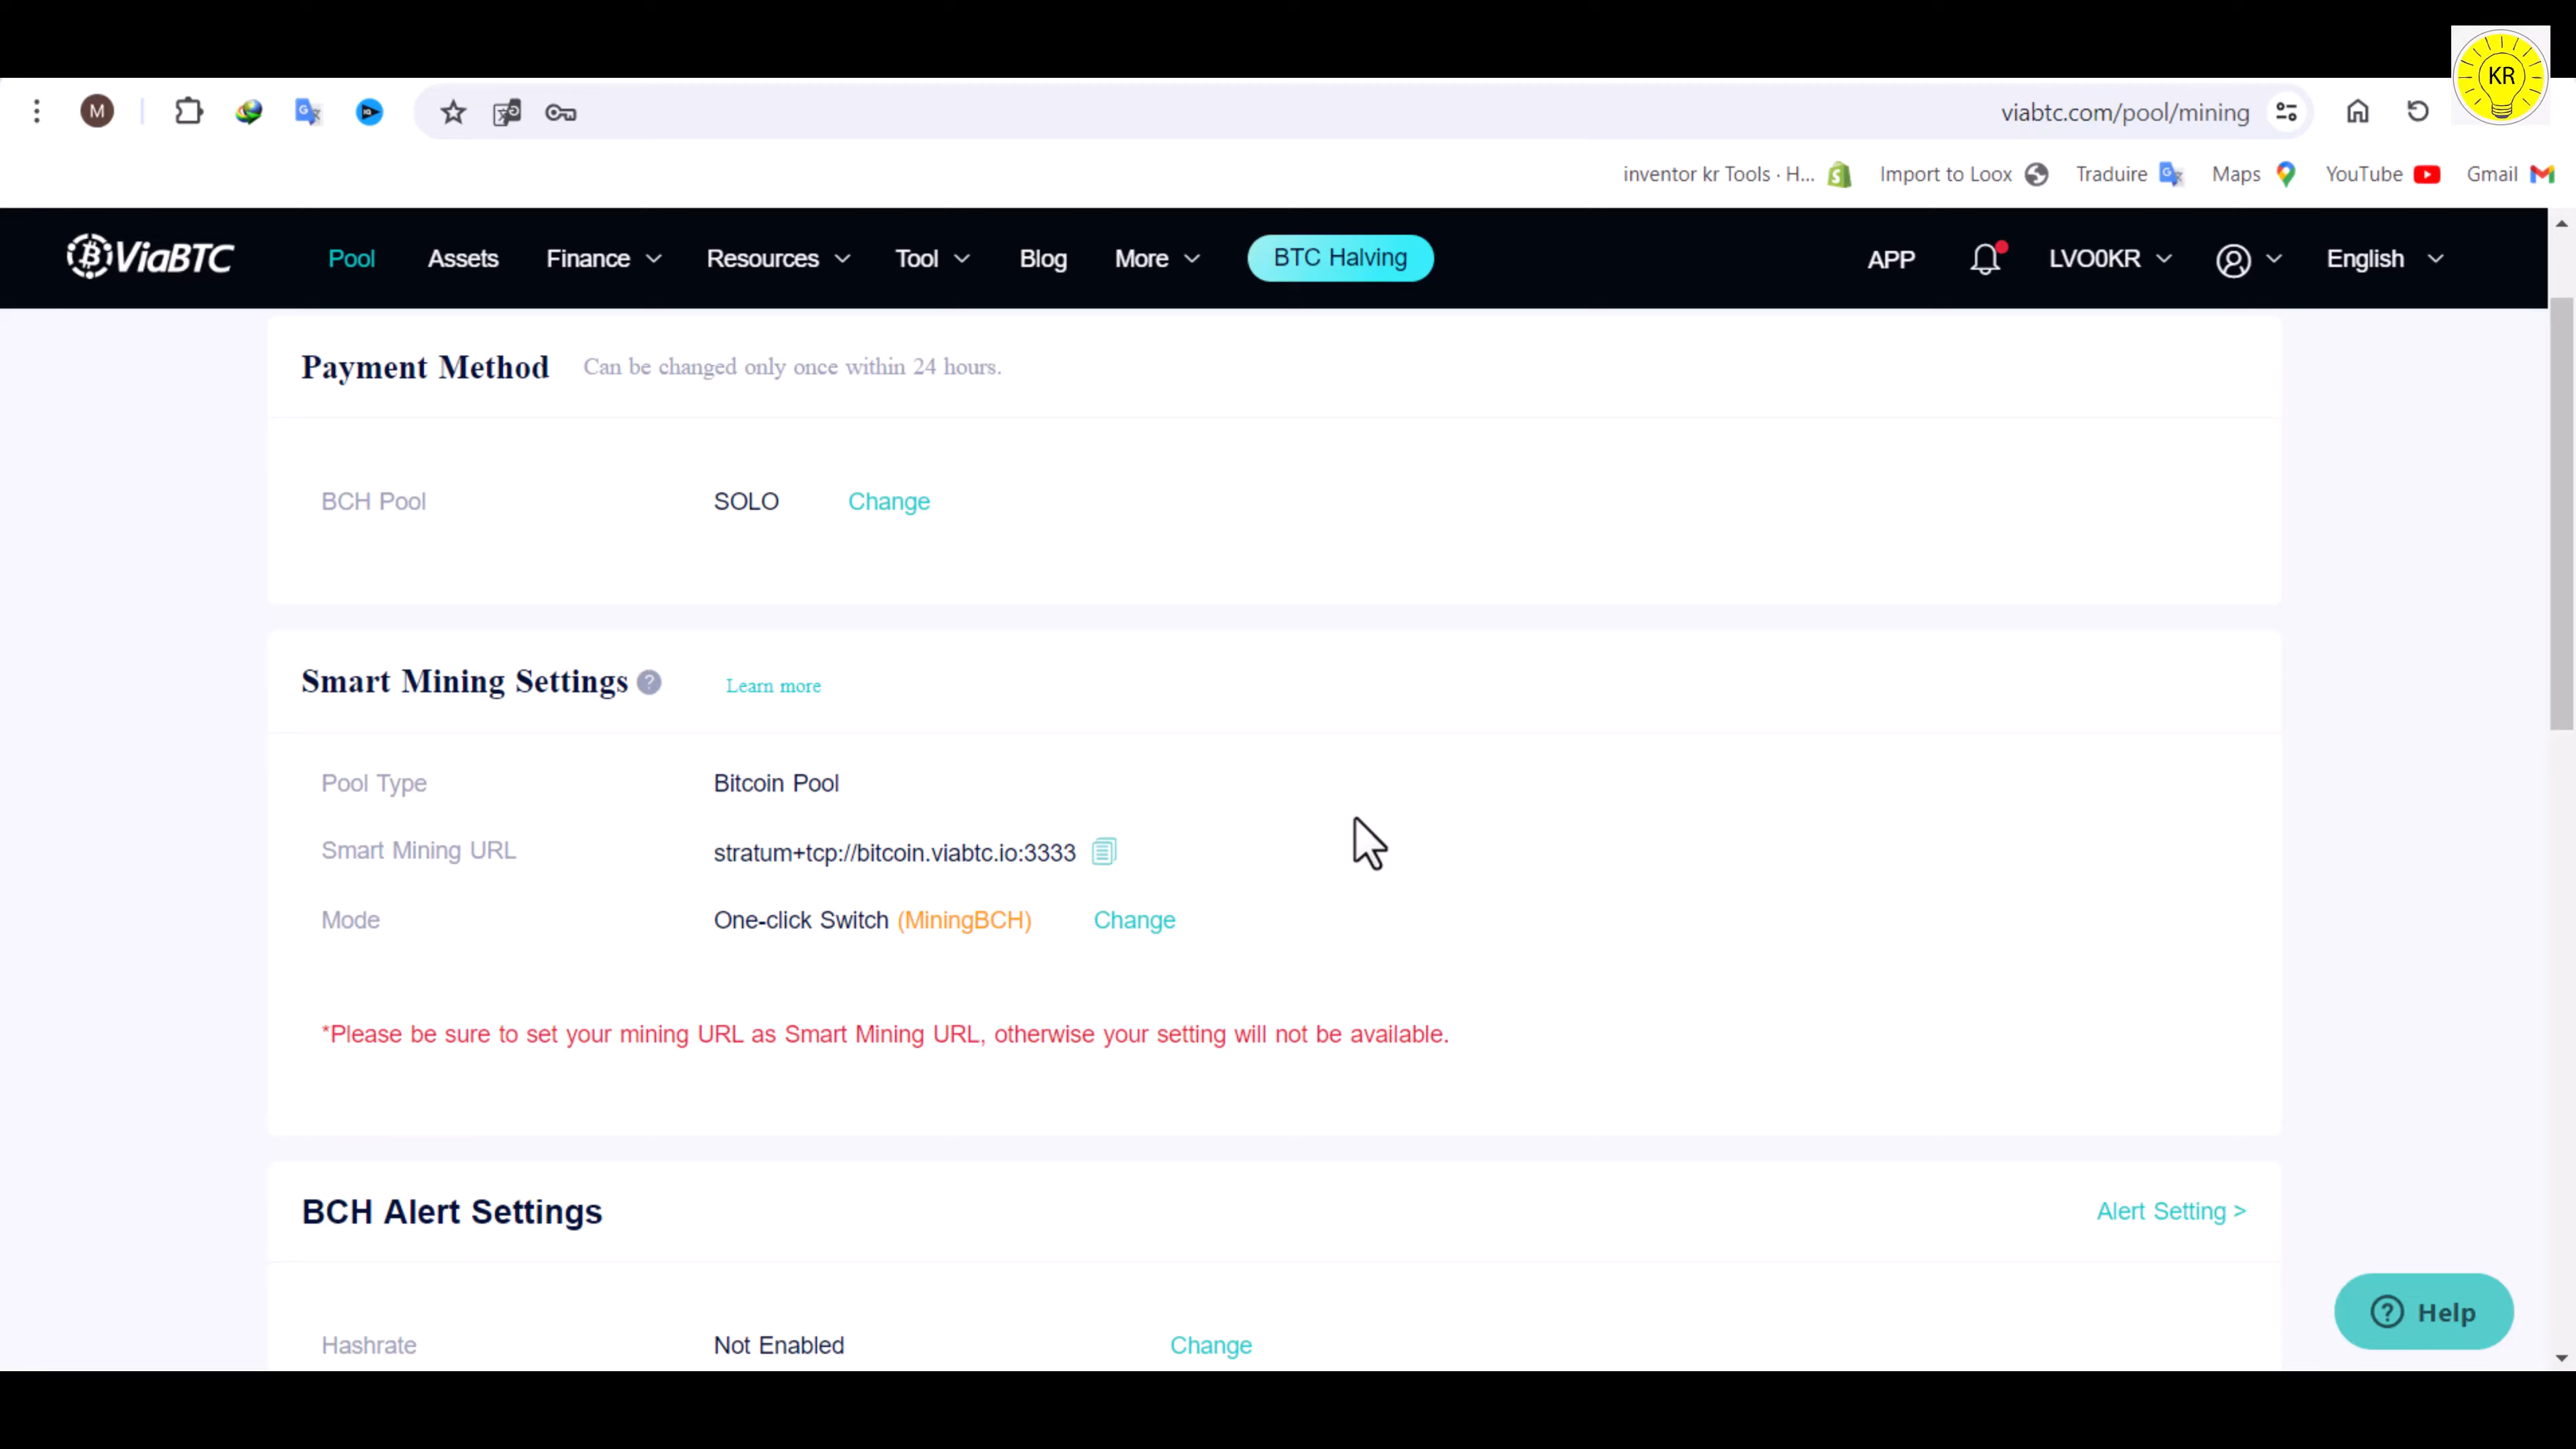 KR
M
viabtc.com/pool/mining
inventor kr Tools · H...
Import to Loox
Traduire
Maps
YouTube
Gmail
ViaBTC
Pool
Assets
Finance
Resources
Tool
Blog
More
BTC Halving
APP
LVO0KR
English
Payment Method
Can be changed only once within 24 hours.
BCH Pool
SOLO
Change
Smart Mining Settings ?
Learn more
Pool Type
Bitcoin Pool
Smart Mining URL
stratum+tcp://bitcoin.viabtc.io:3333
Mode
One-click Switch (MiningBCH)
Change
*Please be sure to set your mining URL as Smart Mining URL, otherwise your setting will not be available.
BCH Alert Settings
Alert Setting >
Hashrate
Not Enabled
Change
? Help